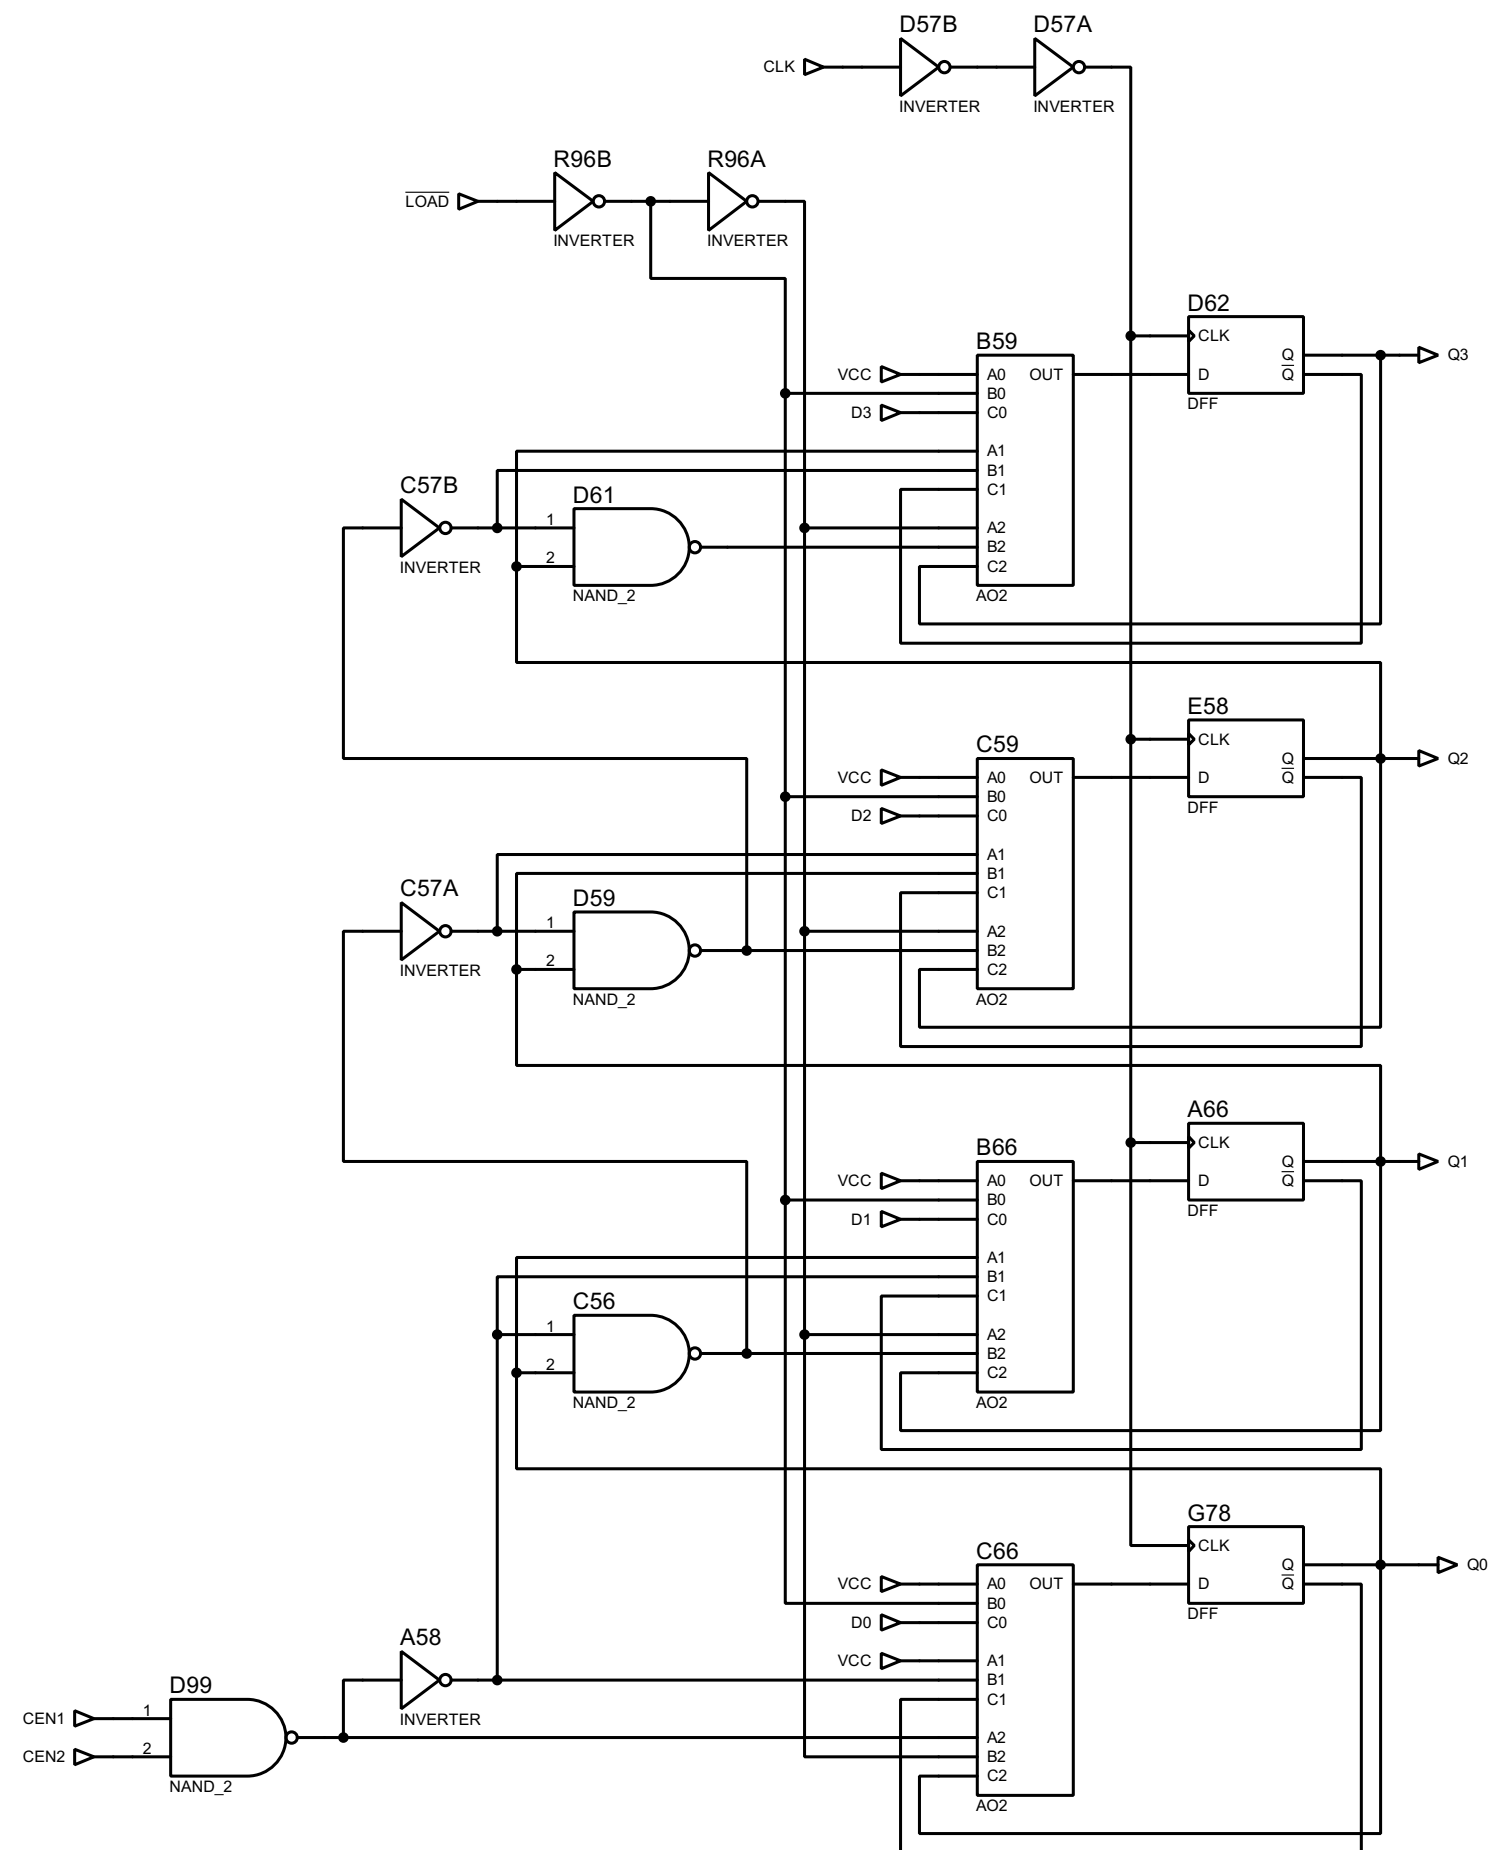 D57B
D57A
CLK
INVERTER
INVERTER
R96B
R96A
LOAD
INVERTER
INVERTER
D62
CLK
Q
Q
D
DFF
Q3
B59
VCC
A0
OUT
B0
D3
C0
A1
B1
C1
A2
B2
C2
AO2
C57B
INVERTER
D61
1
2
NAND_2
E58
CLK
Q
Q
D
DFF
Q2
C59
VCC
A0
OUT
B0
D2
C0
A1
B1
C1
A2
B2
C2
AO2
C57A
INVERTER
D59
1
2
NAND_2
A66
CLK
Q
Q
D
DFF
Q1
B66
VCC
A0
OUT
B0
D1
C0
A1
B1
C1
A2
B2
C2
AO2
C56
1
2
NAND_2
G78
CLK
Q
Q
D
DFF
Q0
C66
VCC
A0
OUT
B0
D0
C0
VCC
A1
B1
C1
A2
B2
C2
AO2
A58
INVERTER
D99
CEN1
1
CEN2
2
NAND_2